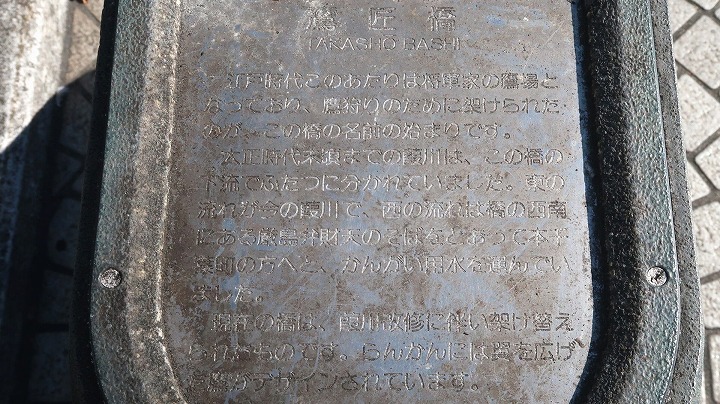 鷹匠橋
TAKASHO BASHI
江戸時代このあたりは将軍家の鷹場と
なっており、鷹狩りのために架けられた
のが、この橋の名前の始まりです。
大正時代末頃までの葭川は、この橋の
下流でふたつに分かれていました。東の
流れが今の葭川で、西の流れは橋の西南
にある厳島弁財天のそばをとおって本千
葉町の方へと、かんがい用水を運んでい
ました。
現在の橋は、葭川改修に伴い架け替え
られたものです。らんかんには翼を広げ
た鷹がデザインされています。